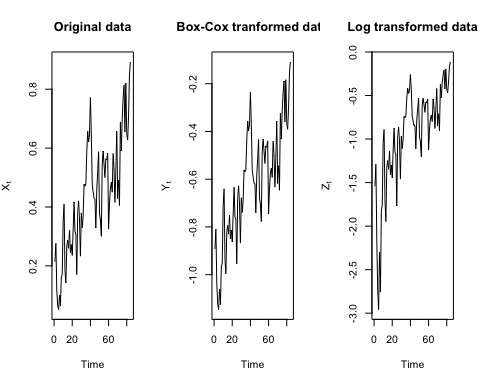 Original data
Box-Cox tranformed dat
Log transformed data
Xt
0.2
0.4
0.6
0.8
0 20 60
Time
Yt
-1.0
-0.8
-0.6
-0.4
-0.2
0 20 60
Time
Zt
-3.0
-2.5
-2.0
-1.5
-1.0
-0.5
0.0
0 20 60
Time